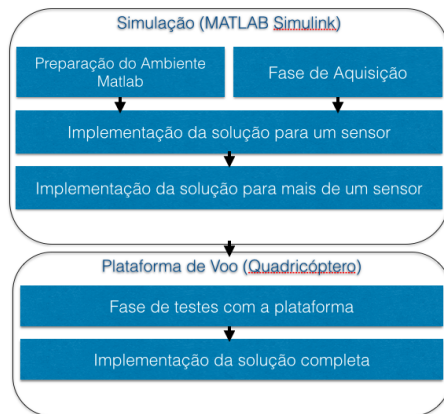 Simulação (MATLAB Simulink)
Preparação do Ambiente
Matlab
Fase de Aquisição
Implementação da solução para um sensor
Implementação da solução para mais de um sensor
Plataforma de Voo (Quadricóptero)
Fase de testes com a plataforma
Implementação da solução completa